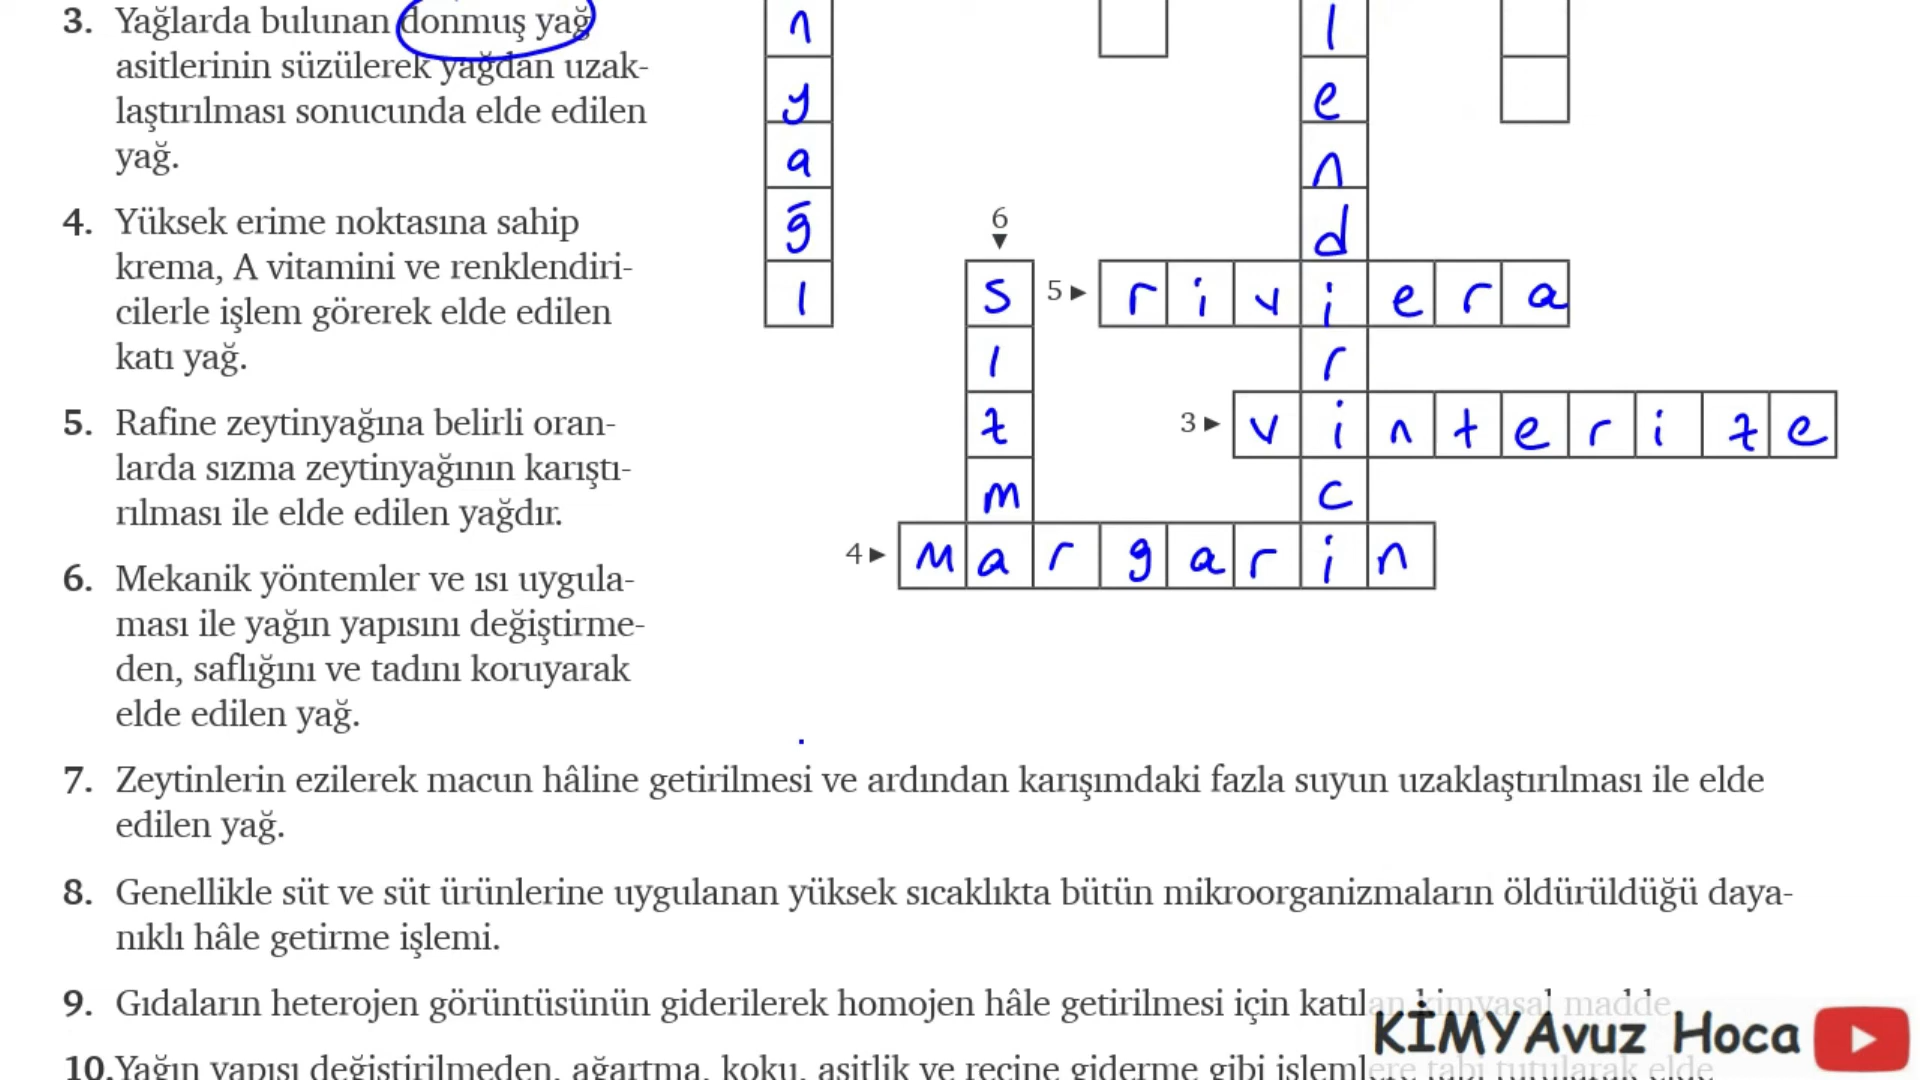 3. Yağlarda bulunan donmuş yağ
asitlerinin süzülerek yağdan uzak-
laştırılması sonucunda elde edilen
yağ.
4. Yüksek erime noktasına sahip
krema, A vitamini ve renklendiri-
cilerle işlem görerek elde edilen
katı yağ.
5. Rafine zeytinyağına belirli oran-
larda sızma zeytinyağının karıştı-
rılması ile elde edilen yağdır.
6. Mekanik yöntemler ve ısı uygula-
ması ile yağın yapısını değiştirme-
den, saflığını ve tadını koruyarak
elde edilen yağ.
n
y
a
ğ
ı
l
e
n
d
6
s
5 riviera
ı
r
z
3 vinterize
m
c
4 margarin
7. Zeytinlerin ezilerek macun hâline getirilmesi ve ardından karışımdaki fazla suyun uzaklaştırılması ile elde
edilen yağ.
8. Genellikle süt ve süt ürünlerine uygulanan yüksek sıcaklıkta bütün mikroorganizmaların öldürüldüğü daya-
nıklı hâle getirme işlemi.
9. Gıdaların heterojen görüntüsünün giderilerek homojen hâle getirilmesi için katılan kimyasal madde.
10. Yağın yapısı değiştirilmeden, ağartma, koku, asitlik ve reçine giderme gibi işlemlere tabi tutularak elde
KİMYAvuz Hoca